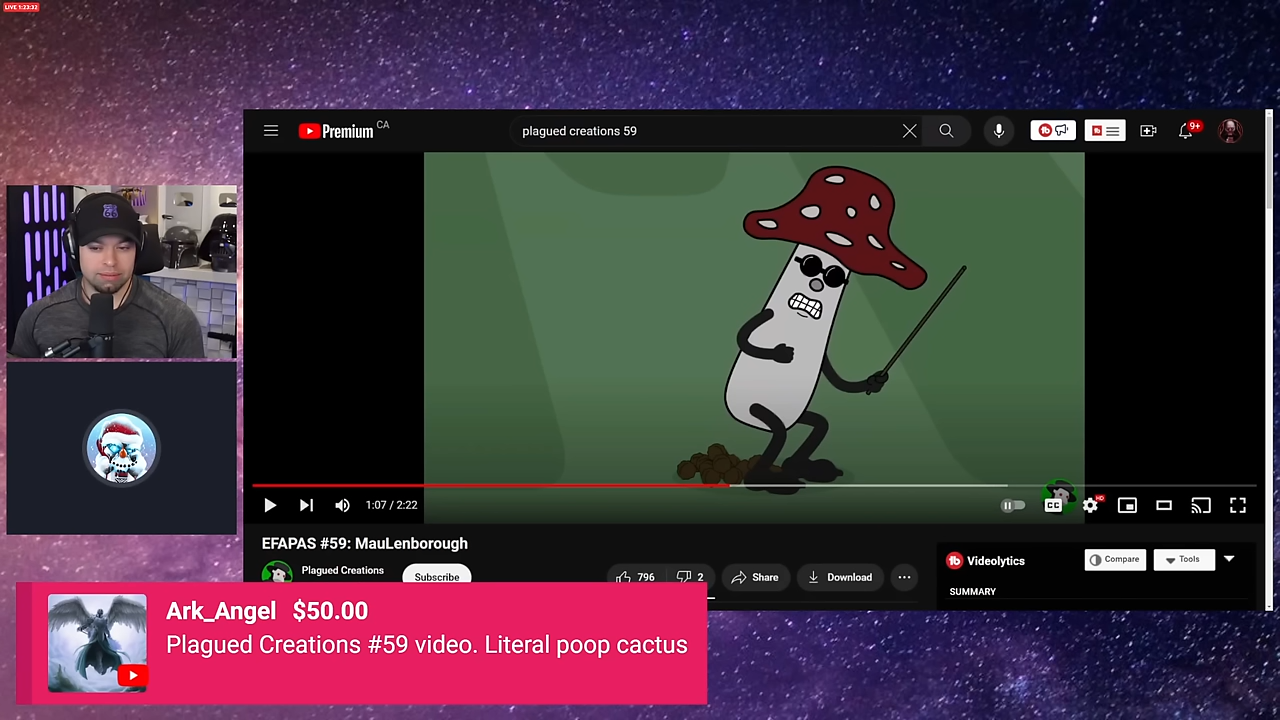 LIVE 1:23:32
Premium CA
plagued creations 59
9+
1:07 / 2:22
CC
HD
EFAPAS #59: MauLenborough
Plagued Creations
Subscribe
796
2
Share
Download
Videolytics
Compare
Tools
SUMMARY
Ark_Angel $50.00
Plagued Creations #59 video. Literal poop cactus